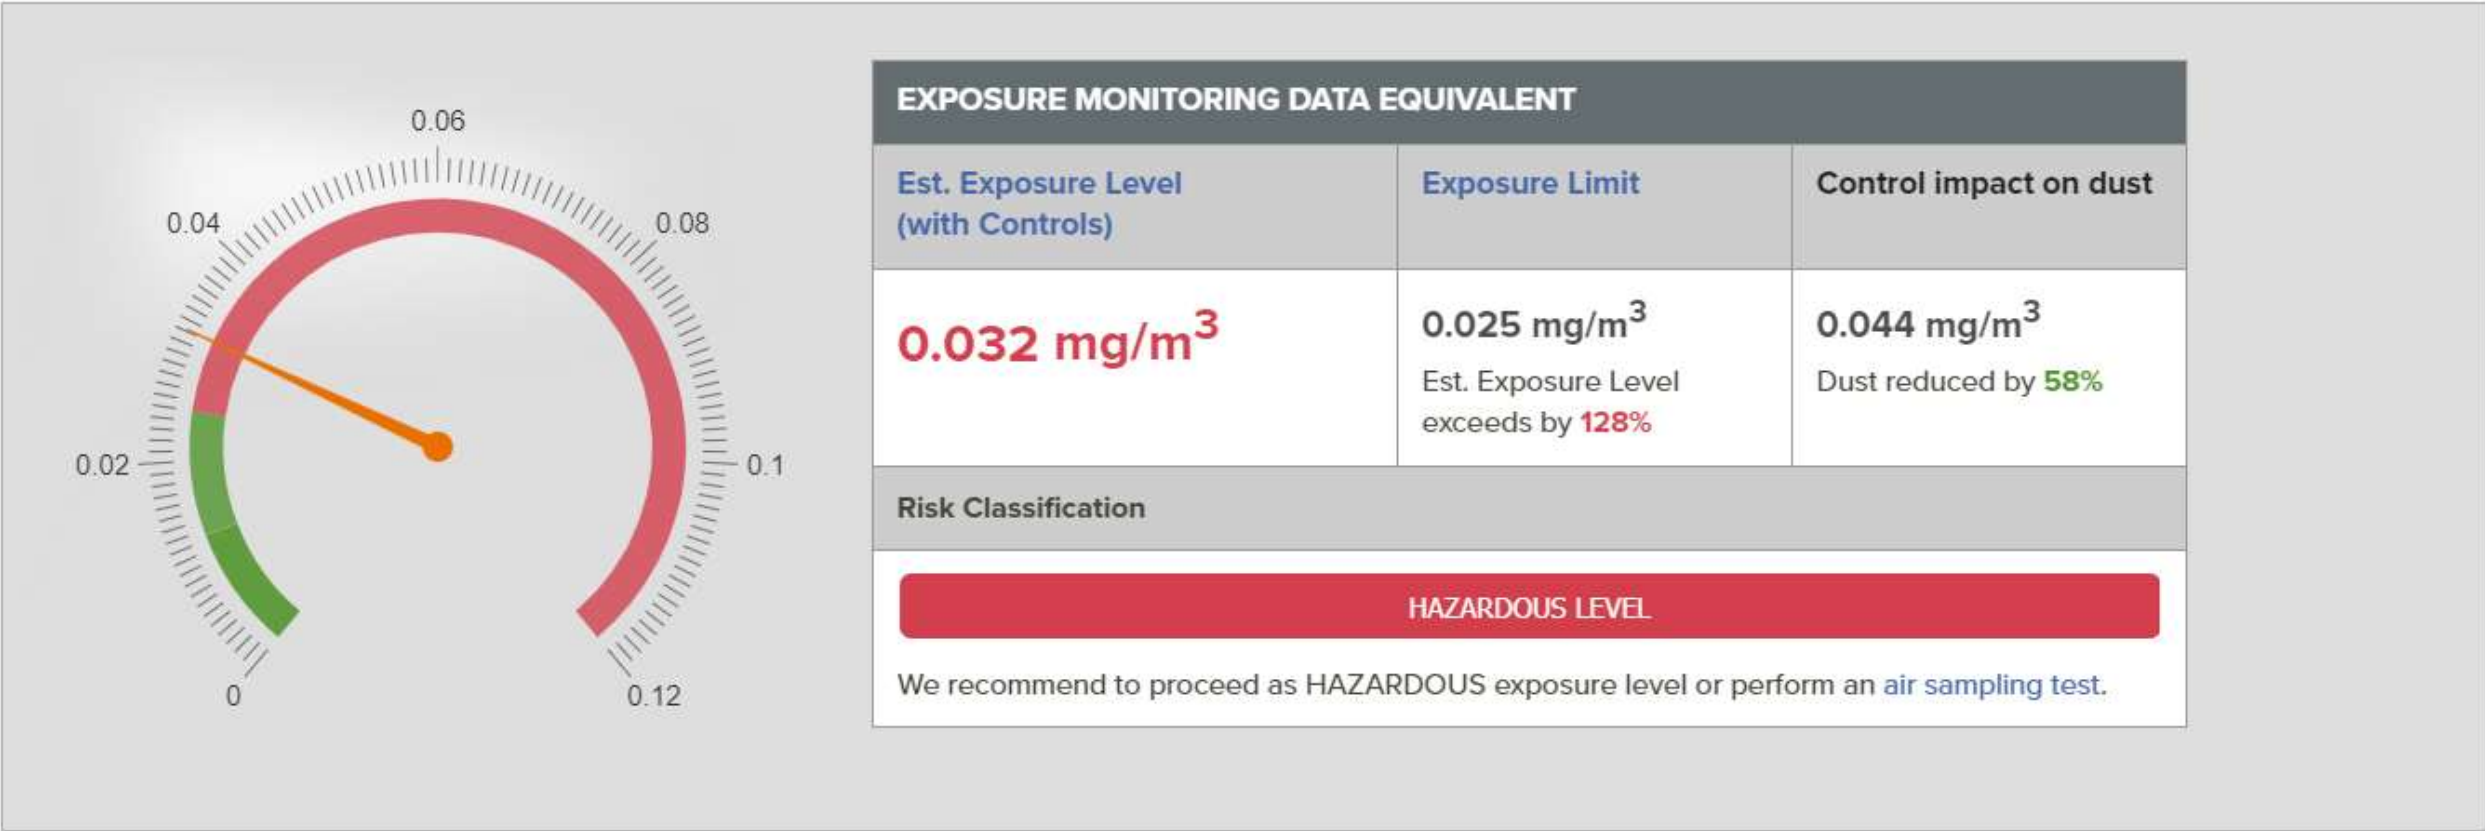 0.06
0.04
0.08
0.02
0.1
0
0.12
EXPOSURE MONITORING DATA EQUIVALENT
Est. Exposure Level
(with Controls)
Exposure Limit
Control impact on dust
0.032 mg/m³
0.025 mg/m³
Est. Exposure Level
exceeds by 128%
0.044 mg/m³
Dust reduced by 58%
Risk Classification
HAZARDOUS LEVEL
We recommend to proceed as HAZARDOUS exposure level or perform an air sampling test.